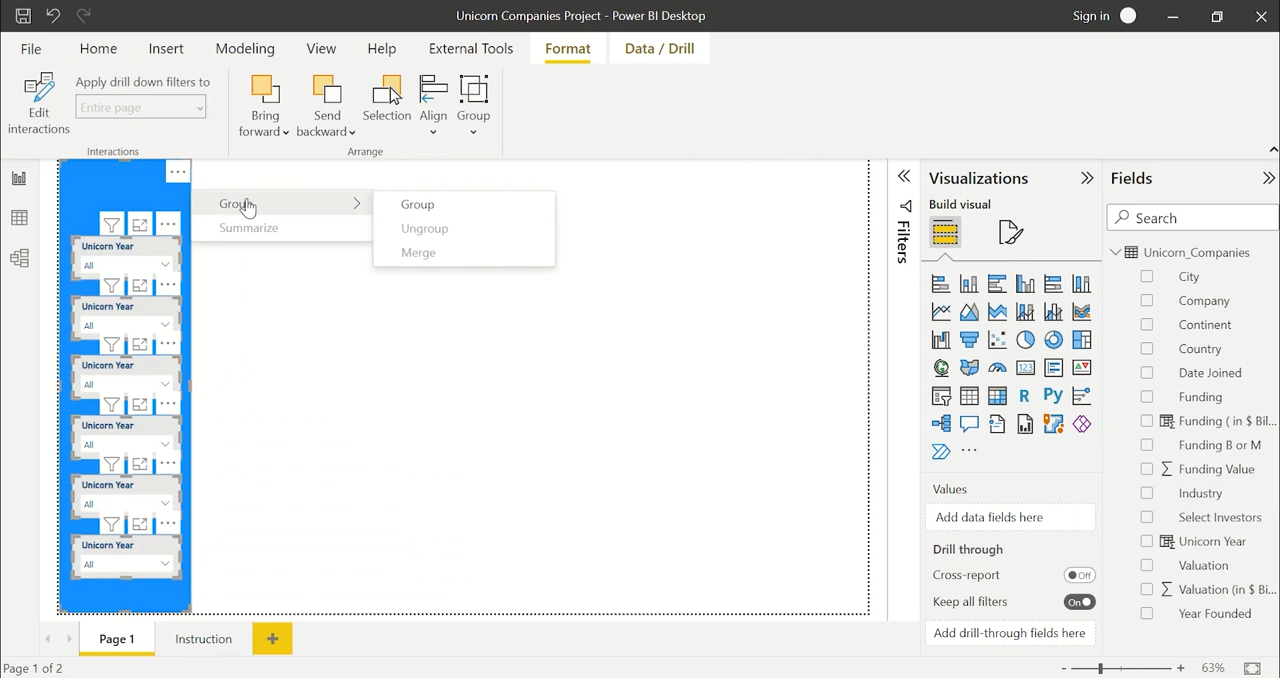 Unicorn Companies Project - Power BI Desktop
Sign in
File
Home
Insert
Modeling
View
Help
External Tools
Format
Data / Drill
Edit
interactions
Apply drill down filters to
Entire page
Interactions
Bring
forward
Send
backward
Selection
Align
Group
Arrange
Group
Summarize
Group
Ungroup
Merge
Unicorn Year
All
Unicorn Year
All
Unicorn Year
All
Unicorn Year
All
Unicorn Year
All
Unicorn Year
All
Filters
Visualizations
Build visual
123
R
Py
Values
Add data fields here
Drill through
Cross-report
Off
Keep all filters
On
Add drill-through fields here
Fields
Search
Unicorn_Companies
City
Company
Continent
Country
Date Joined
Funding
Funding ( in $ Bil...
Funding B or M
Funding Value
Industry
Select Investors
Unicorn Year
Valuation
Valuation (in $ Bi...
Year Founded
Page 1
Instruction
Page 1 of 2
- + 63%